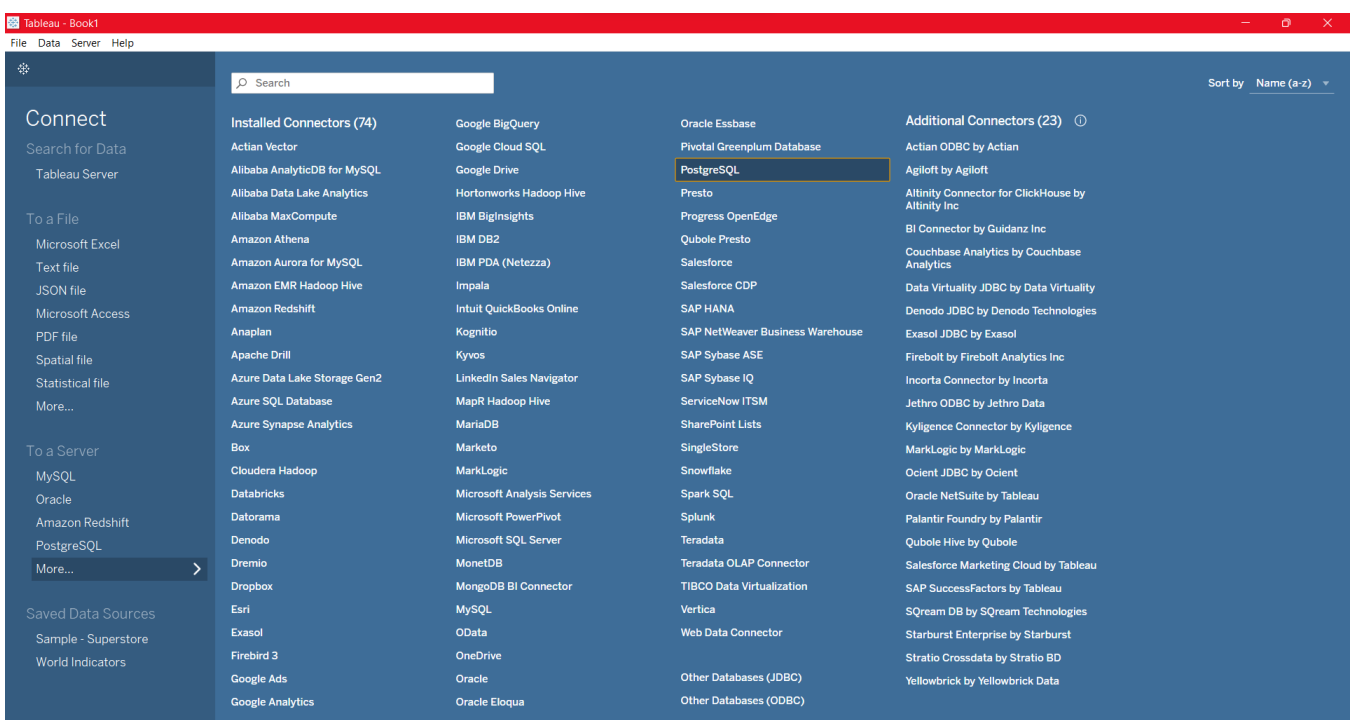 Tableau - Book1
File Data Server Help
Connect
Search for Data
Tableau Server
To a File
Microsoft Excel
Text file
JSON file
Microsoft Access
PDF file
Spatial file
Statistical file
More...
To a Server
MySQL
Oracle
Amazon Redshift
PostgreSQL
More...
Saved Data Sources
Sample - Superstore
World Indicators
Search
Sort by Name (a-z)
Installed Connectors (74)
Actian Vector
Alibaba AnalyticDB for MySQL
Alibaba Data Lake Analytics
Alibaba MaxCompute
Amazon Athena
Amazon Aurora for MySQL
Amazon EMR Hadoop Hive
Amazon Redshift
Anaplan
Apache Drill
Azure Data Lake Storage Gen2
Azure SQL Database
Azure Synapse Analytics
Box
Cloudera Hadoop
Databricks
Datorama
Denodo
Dremio
Dropbox
Esri
Exasol
Firebird 3
Google Ads
Google Analytics
Google BigQuery
Google Cloud SQL
Google Drive
Hortonworks Hadoop Hive
IBM BigInsights
IBM DB2
IBM PDA (Netezza)
Impala
Intuit QuickBooks Online
Kognitio
Kyvos
LinkedIn Sales Navigator
MapR Hadoop Hive
MariaDB
Marketo
MarkLogic
Microsoft Analysis Services
Microsoft PowerPivot
Microsoft SQL Server
MonetDB
MongoDB BI Connector
MySQL
OData
OneDrive
Oracle
Oracle Eloqua
Oracle Essbase
Pivotal Greenplum Database
PostgreSQL
Presto
Progress OpenEdge
Qubole Presto
Salesforce
Salesforce CDP
SAP HANA
SAP NetWeaver Business Warehouse
SAP Sybase ASE
SAP Sybase IQ
ServiceNow ITSM
SharePoint Lists
SingleStore
Snowflake
Spark SQL
Splunk
Teradata
Teradata OLAP Connector
TIBCO Data Virtualization
Vertica
Web Data Connector
Other Databases (JDBC)
Other Databases (ODBC)
Additional Connectors (23)
Actian ODBC by Actian
Agiloft by Agiloft
Altinity Connector for ClickHouse by
Altinity Inc
BI Connector by Guidanz Inc
Couchbase Analytics by Couchbase
Analytics
Data Virtuality JDBC by Data Virtuality
Denodo JDBC by Denodo Technologies
Exasol JDBC by Exasol
Firebolt by Firebolt Analytics Inc
Incorta Connector by Incorta
Jethro ODBC by Jethro Data
Kyligence Connector by Kyligence
MarkLogic by MarkLogic
Ocient JDBC by Ocient
Oracle NetSuite by Tableau
Palantir Foundry by Palantir
Qubole Hive by Qubole
Salesforce Marketing Cloud by Tableau
SAP SuccessFactors by Tableau
SQream DB by SQream Technologies
Starburst Enterprise by Starburst
Stratio Crossdata by Stratio BD
Yellowbrick by Yellowbrick Data